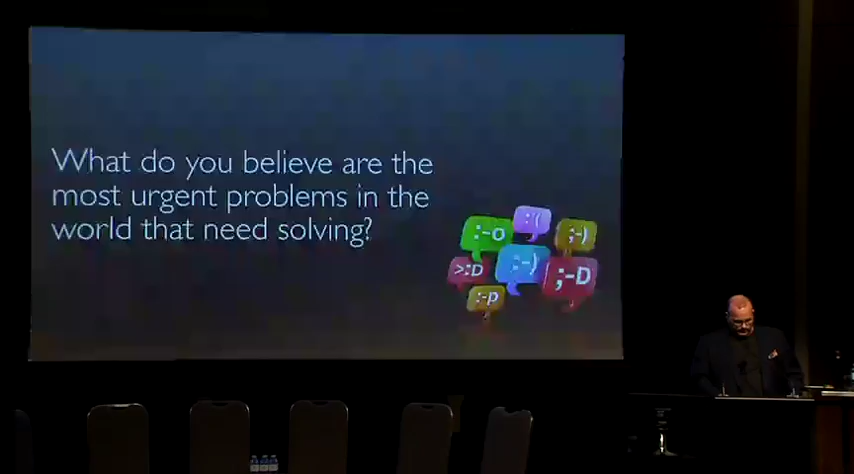 What do you believe are the
most urgent problems in the
world that need solving?
:'(
:-o
;-)
>:D
;-)
;-D
:-p